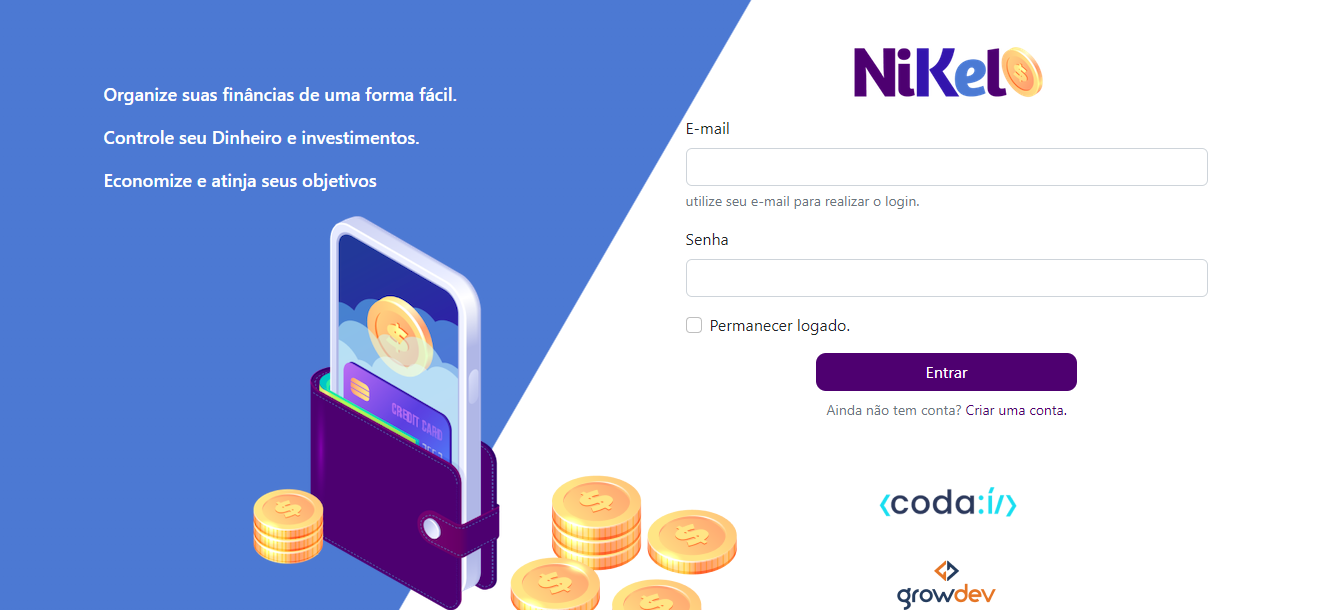 Organize suas finâncias de uma forma fácil.
Controle seu Dinheiro e investimentos.
Economize e atinja seus objetivos
CREDIT CARD
NiKel
E-mail
utilize seu e-mail para realizar o login.
Senha
Permanecer logado.
Entrar
Ainda não tem conta? Criar uma conta.
<coda:í/>
growdev